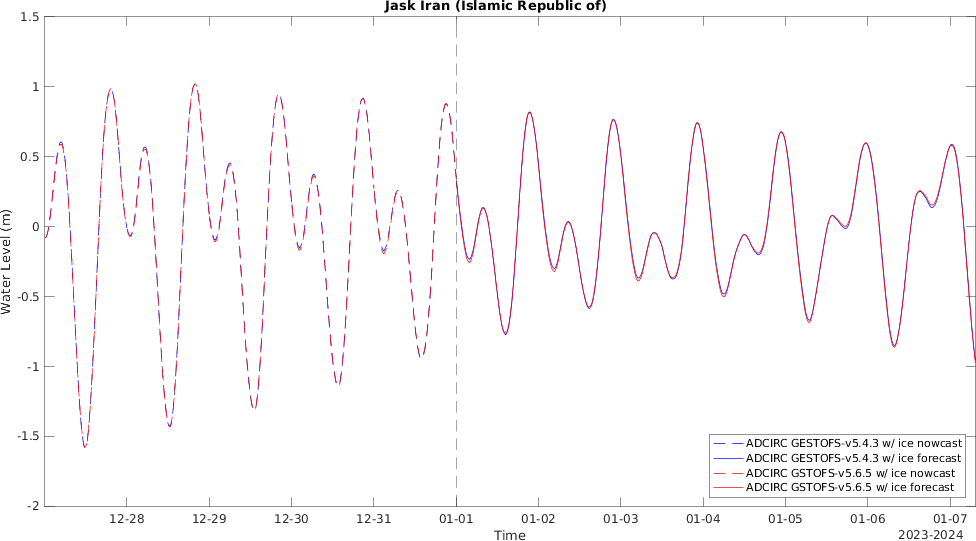 Jask Iran (Islamic Republic of)
1.5
1
0.5
0
-0.5
-1
-1.5
-2
Water Level (m)
ADCIRC GESTOFS-v5.4.3 w/ ice nowcast
ADCIRC GESTOFS-v5.4.3 w/ ice forecast
ADCIRC GSTOFS-v5.6.5 w/ ice nowcast
ADCIRC GSTOFS-v5.6.5 w/ ice forecast
12-28 12-29 12-30 12-31 01-01 01-02 01-03 01-04 01-05 01-06 01-07
Time
2023-2024